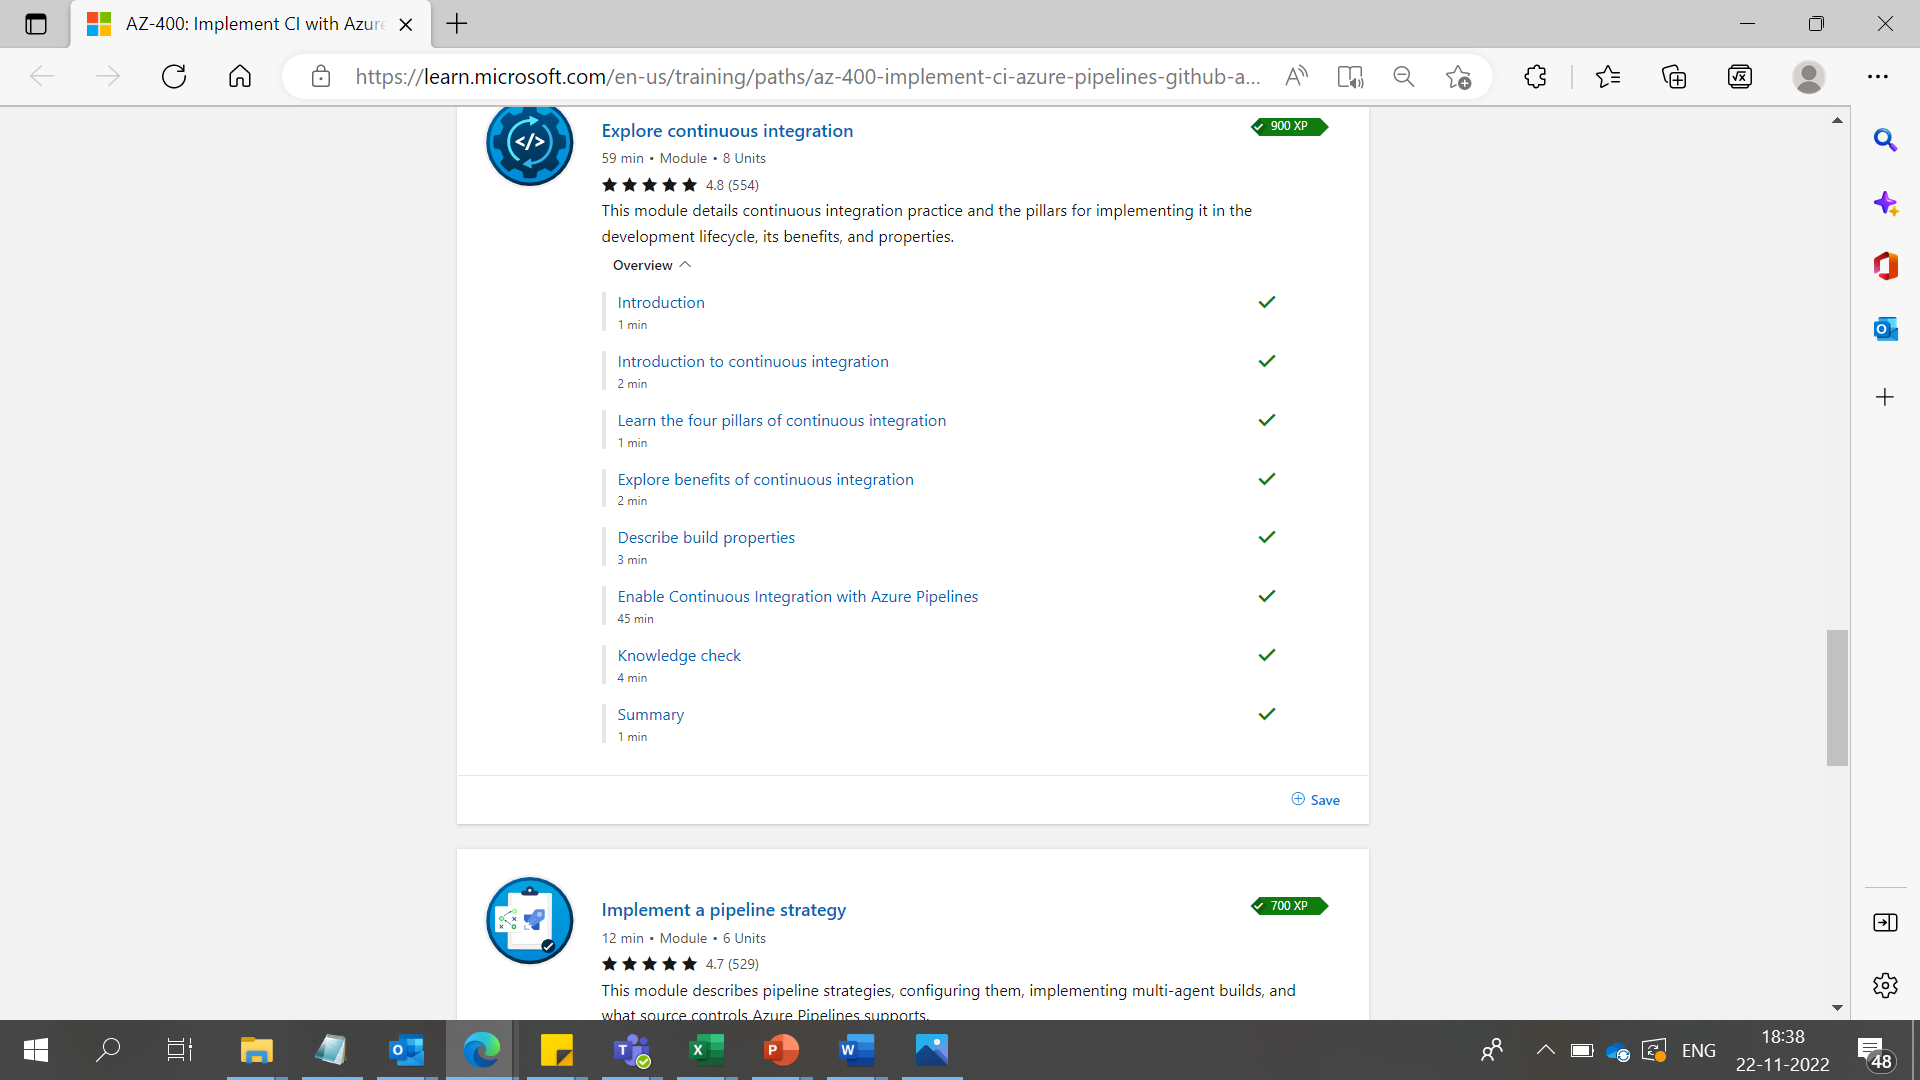 AZ-400: Implement CI with Azure
https://learn.microsoft.com/en-us/training/paths/az-400-implement-ci-azure-pipelines-github-a...
Explore continuous integration
900 XP
59 min • Module • 8 Units
4.8 (554)
This module details continuous integration practice and the pillars for implementing it in the
development lifecycle, its benefits, and properties.
Overview
Introduction
1 min
Introduction to continuous integration
2 min
Learn the four pillars of continuous integration
1 min
Explore benefits of continuous integration
2 min
Describe build properties
3 min
Enable Continuous Integration with Azure Pipelines
45 min
Knowledge check
4 min
Summary
1 min
Save
Implement a pipeline strategy
700 XP
12 min • Module • 6 Units
4.7 (529)
This module describes pipeline strategies, configuring them, implementing multi-agent builds, and
what source controls Azure Pipelines supports.
ENG
18:38
22-11-2022
48